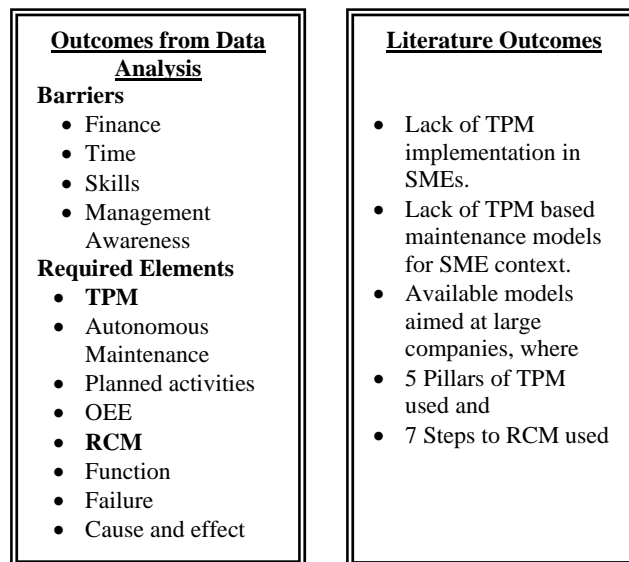 Outcomes from Data
Analysis
Barriers
• Finance
• Time
• Skills
• Management
Awareness
Required Elements
• TPM
• Autonomous
Maintenance
• Planned activities
• OEE
• RCM
• Function
• Failure
• Cause and effect
Literature Outcomes
• Lack of TPM
implementation in
SMEs.
• Lack of TPM based
maintenance models
for SME context.
• Available models
aimed at large
companies, where
• 5 Pillars of TPM
used and
• 7 Steps to RCM used